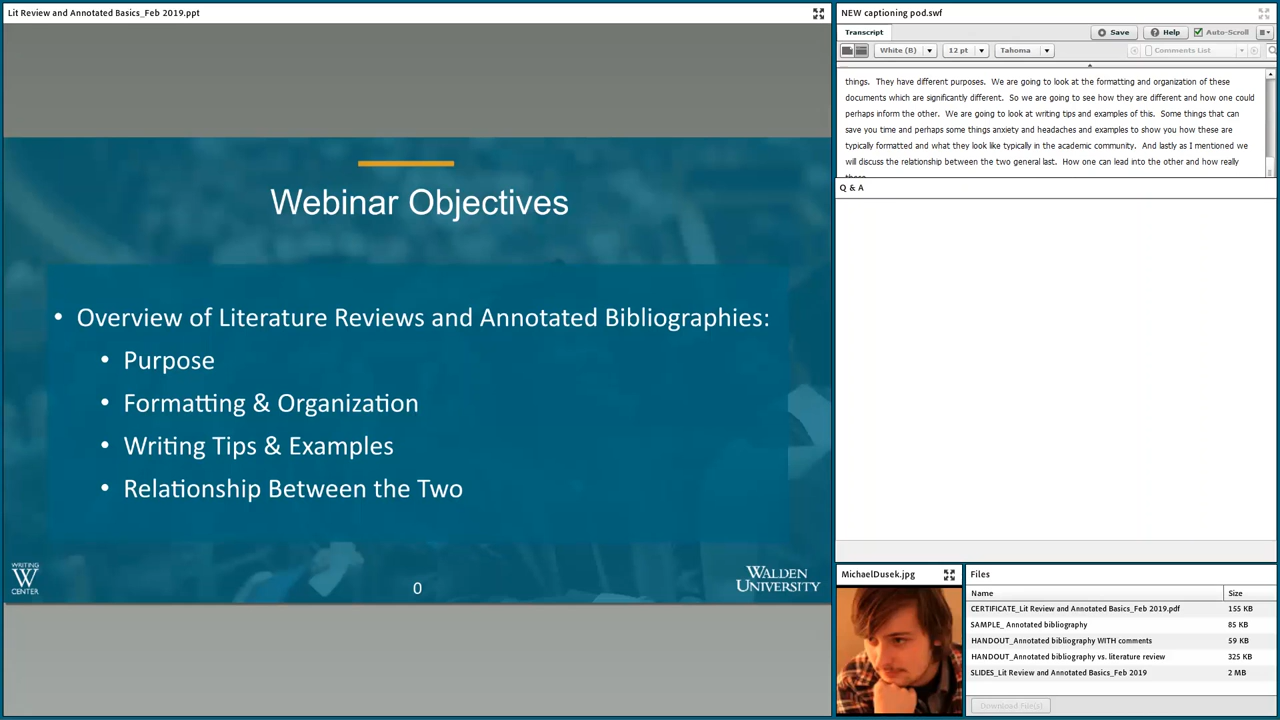 Lit Review and Annotated Basics_Feb 2019.ppt
Webinar Objectives
• Overview of Literature Reviews and Annotated Bibliographies:
• Purpose
• Formatting & Organization
• Writing Tips & Examples
• Relationship Between the Two
WRITING
W
CENTER
0
WALDEN
UNIVERSITY
NEW captioning pod.swf
Transcript
Save
Help
Auto-Scroll
White (B)
12 pt
Tahoma
Comments List
things. They have different purposes. We are going to look at the formatting and organization of these
documents which are significantly different. So we are going to see how they are different and how one could
perhaps inform the other. We are going to look at writing tips and examples of this. Some things that can
save you time and perhaps some things anxiety and headaches and examples to show you how these are
typically formatted and what they look like typically in the academic community. And lastly as I mentioned we
will discuss the relationship between the two general last. How one can lead into the other and how really
Q & A
MichaelDusek.jpg
Files
Name Size
CERTIFICATE_Lit Review and Annotated Basics_Feb 2019.pdf 155 KB
SAMPLE_ Annotated bibliography 85 KB
HANDOUT_Annotated bibliography WITH comments 59 KB
HANDOUT_Annotated bibliography vs. literature review 325 KB
SLIDES_Lit Review and Annotated Basics_Feb 2019 2 MB
Download File(s)